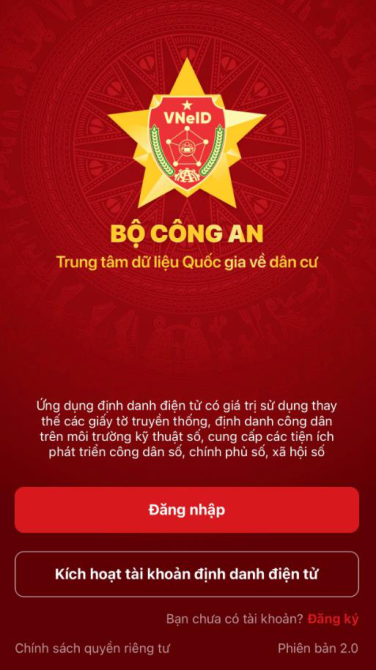 VNeID
BỘ CÔNG AN
Trung tâm dữ liệu Quốc gia về dân cư
Ứng dụng định danh điện tử có giá trị sử dụng thay
thế các giấy tờ truyền thống, định danh công dân
trên môi trường kỹ thuật số, cung cấp các tiện ích
phát triển công dân số, chính phủ số, xã hội số
Đăng nhập
Kích hoạt tài khoản định danh điện tử
Bạn chưa có tài khoản? Đăng ký
Chính sách quyền riêng tư Phiên bản 2.0